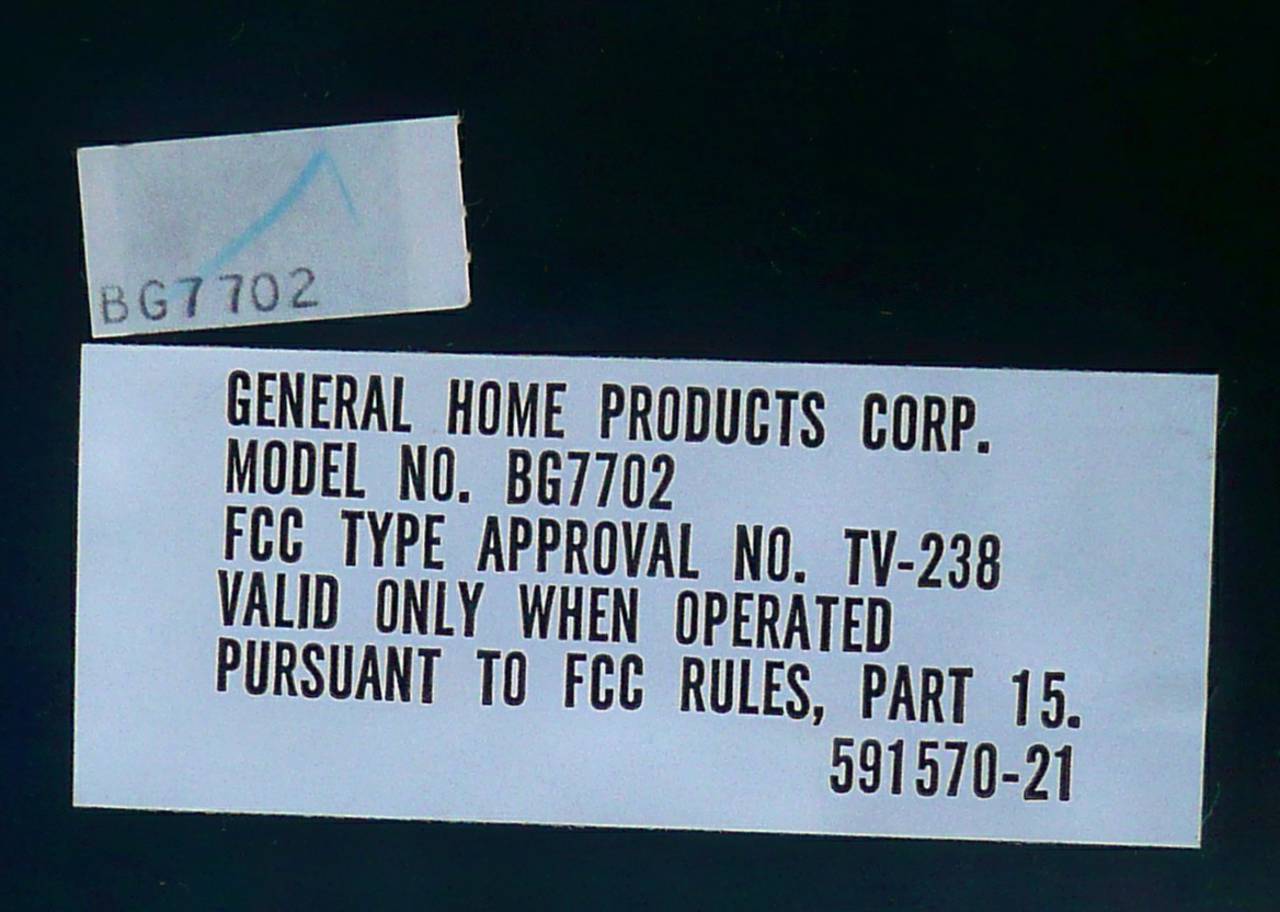 BG7702
GENERAL HOME PRODUCTS CORP.
MODEL NO. BG7702
FCC TYPE APPROVAL NO. TV-238
VALID ONLY WHEN OPERATED
PURSUANT TO FCC RULES, PART 15.
591570-21